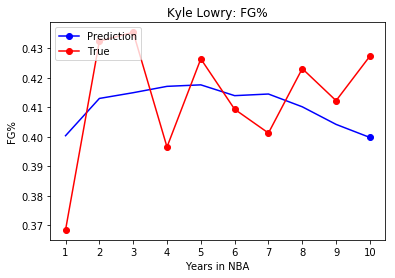 Kyle Lowry: FG%
Prediction
True
0.43
0.42
0.41
0.40
0.39
0.38
0.37
FG%
1 2 3 4 5 6 7 8 9 10
Years in NBA